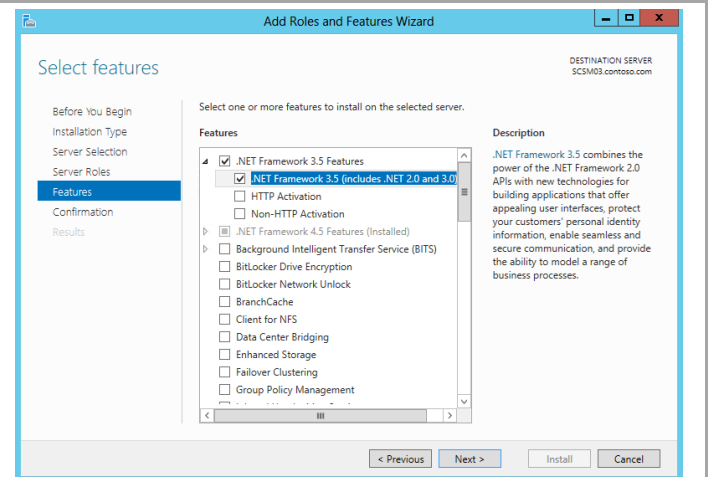 Add Roles and Features Wizard
Select features
DESTINATION SERVER
SCSM03.contoso.com
Before You Begin
Installation Type
Server Selection
Server Roles
Features
Confirmation
Results
Select one or more features to install on the selected server.
Features
.NET Framework 3.5 Features
.NET Framework 3.5 (includes .NET 2.0 and 3.0)
HTTP Activation
Non-HTTP Activation
.NET Framework 4.5 Features (Installed)
Background Intelligent Transfer Service (BITS)
BitLocker Drive Encryption
BitLocker Network Unlock
BranchCache
Client for NFS
Data Center Bridging
Enhanced Storage
Failover Clustering
Group Policy Management
Description
.NET Framework 3.5 combines the
power of the .NET Framework 2.0
APIs with new technologies for
building applications that offer
appealing user interfaces, protect
your customers' personal identity
information, enable seamless and
secure communication, and provide
the ability to model a range of
business processes.
< Previous
Next >
Install
Cancel